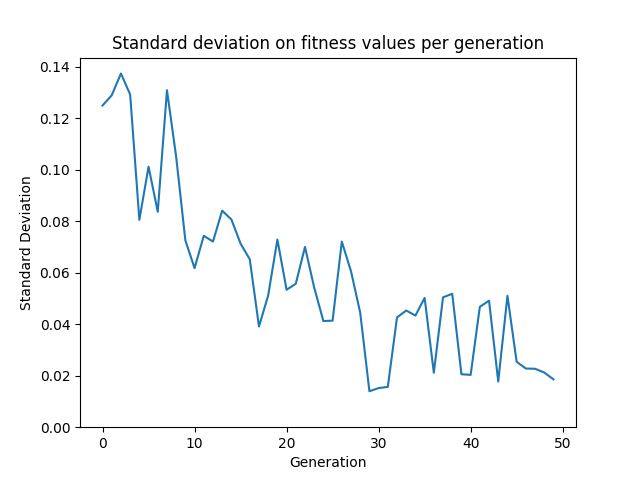 Standard deviation on fitness values per generation
0.14
0.12
0.10
0.08
0.06
0.04
0.02
0.00
Standard Deviation
0 10 20 30 40 50
Generation